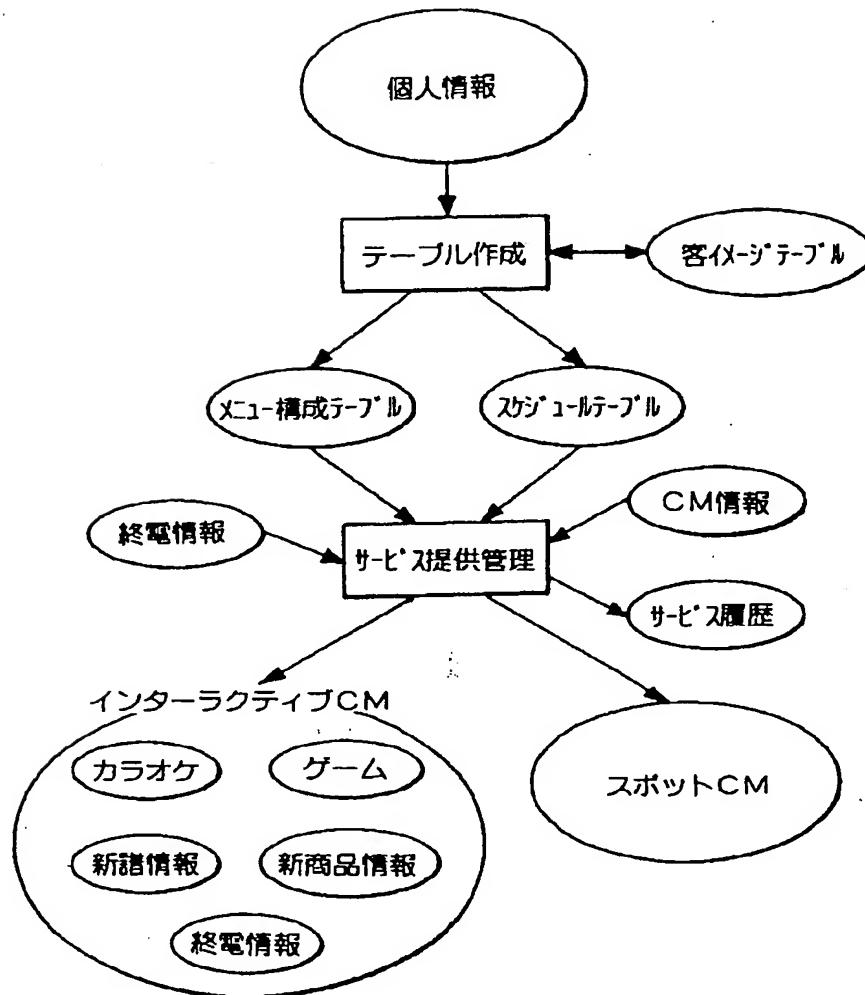 個人情報
テーブル作成
客イメージテーブル
メニュー構成テーブル
スケジュールテーブル
CM情報
終電情報
サービス提供管理
サービス履歴
インターラクティブCM
カラオケ
ゲーム
スポットCM
新譜情報
新商品情報
終電情報